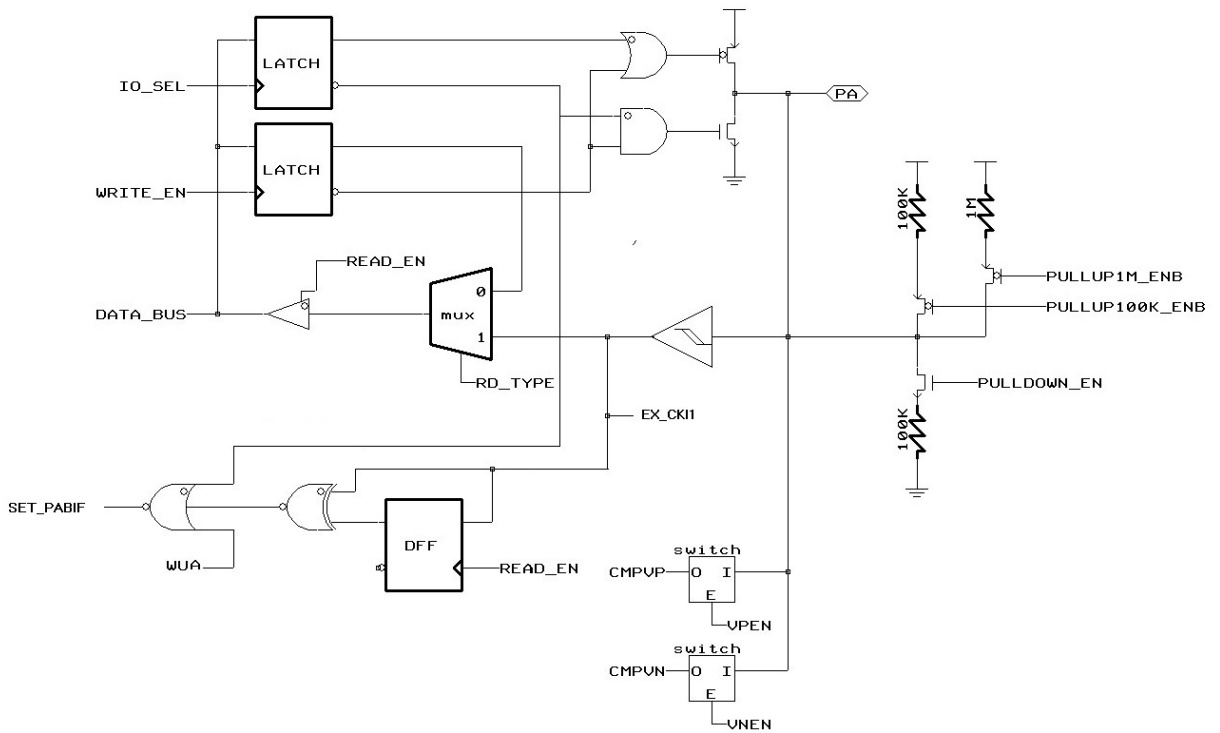 LATCH
IO_SEL
PA
LATCH
WRITE_EN
100K
1M
READ_EN
PULLUP1M_ENB
0
PULLUP100K_ENB
DATA_BUS
mux
1
RD_TYPE
PULLDOWN_EN
EX_CKI1
100K
SET_PABIF
DFF
WUA
READ_EN
switch
CMPVP
O I
E
VPEN
switch
CMPVN
O I
E
VNEN